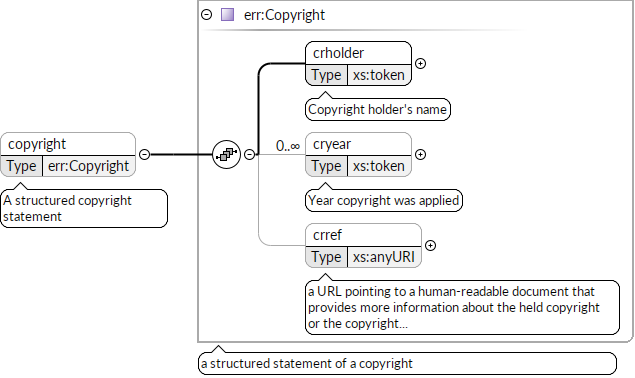 err:Copyright
crholder
Type xs:token
Copyright holder's name
copyright
Type err:Copyright
A structured copyright
statement
0..∞
cryear
Type xs:token
Year copyright was applied
crref
Type xs:anyURI
a URL pointing to a human-readable document that
provides more information about the held copyright
or the copyright...
a structured statement of a copyright